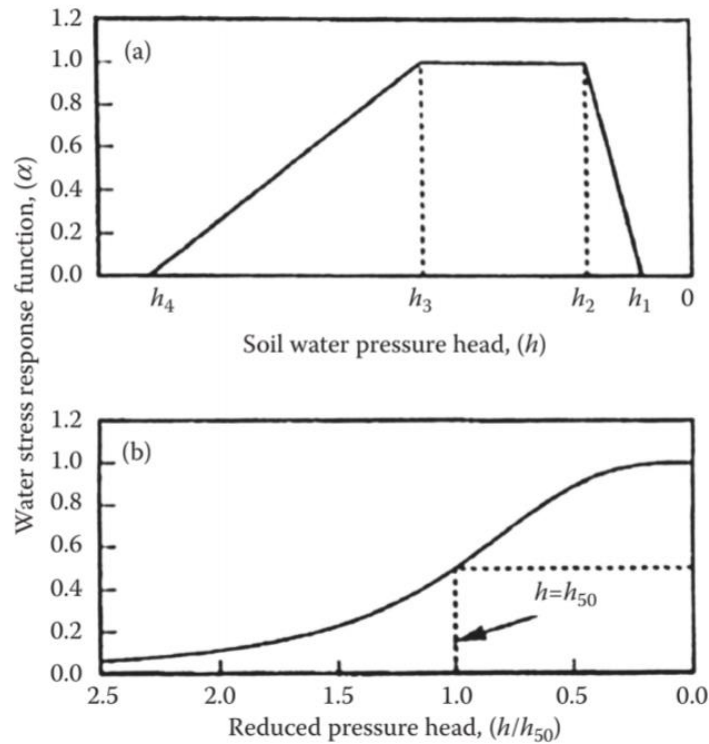 Water stress response function, (α)
(a)
1.2
1.0
0.8
0.6
0.4
0.2
0.0
h₄ h₃ h₂ h₁ 0
Soil water pressure head, (h)
(b)
1.2
1.0
0.8
0.6
0.4
0.2
0.0
h=h₅₀
2.5 2.0 1.5 1.0 0.5 0.0
Reduced pressure head, (h/h₅₀)